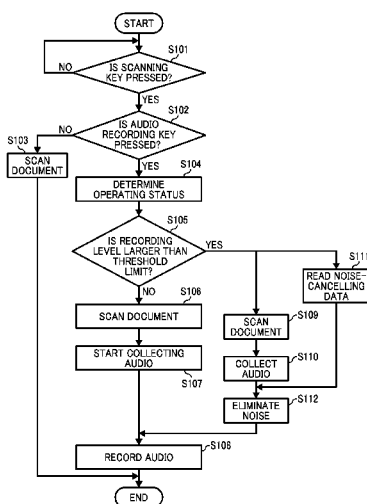 START
S101
IS SCANNING
KEY PRESSED?
NO
YES
S102
IS AUDIO
RECORDING KEY
PRESSED?
NO
YES
S103
SCAN
DOCUMENT
S104
DETERMINE
OPERATING STATUS
S105
IS RECORDING
LEVEL LARGER THAN
THRESHOLD
LIMIT?
YES
NO
S111
READ NOISE-
CANCELLING
DATA
S106
SCAN DOCUMENT
S109
SCAN
DOCUMENT
START COLLECTING
AUDIO
S107
S110
COLLECT
AUDIO
S112
ELIMINATE
NOISE
S106
RECORD AUDIO
END